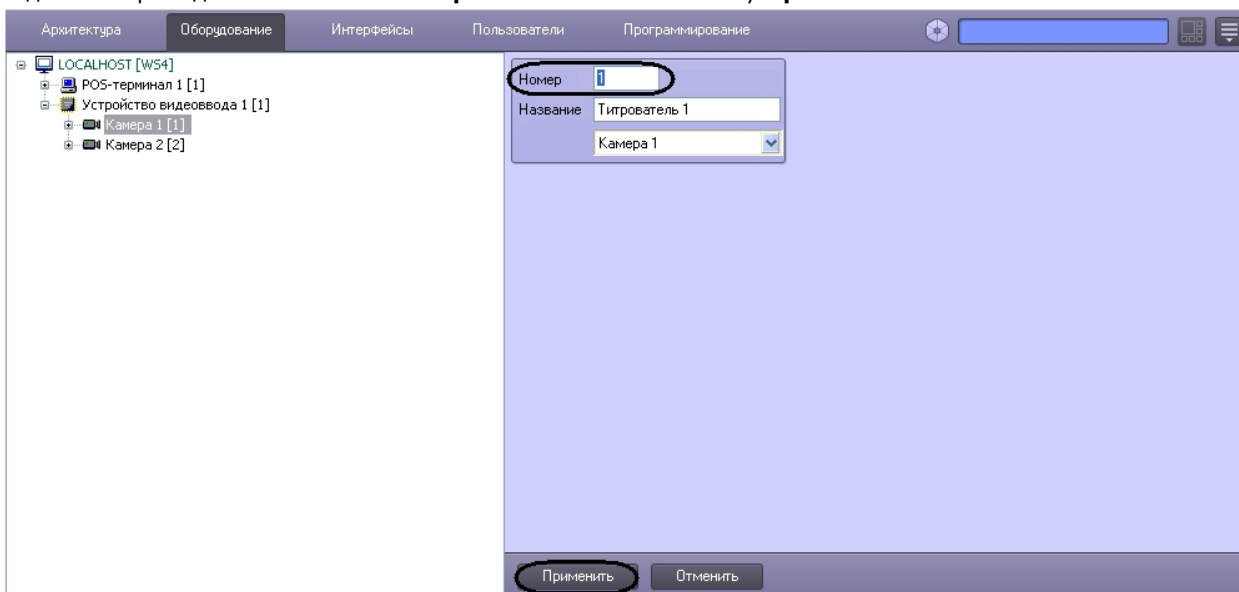 Архитектура Оборудование Интерфейсы Пользователи Программирование
LOCALHOST [WS4]
POS-терминал 1 [1]
Устройство видеоввода 1 [1]
Камера 1 [1]
Камера 2 [2]
Номер 1
Название Титрователь 1
Камера 1
Применить Отменить